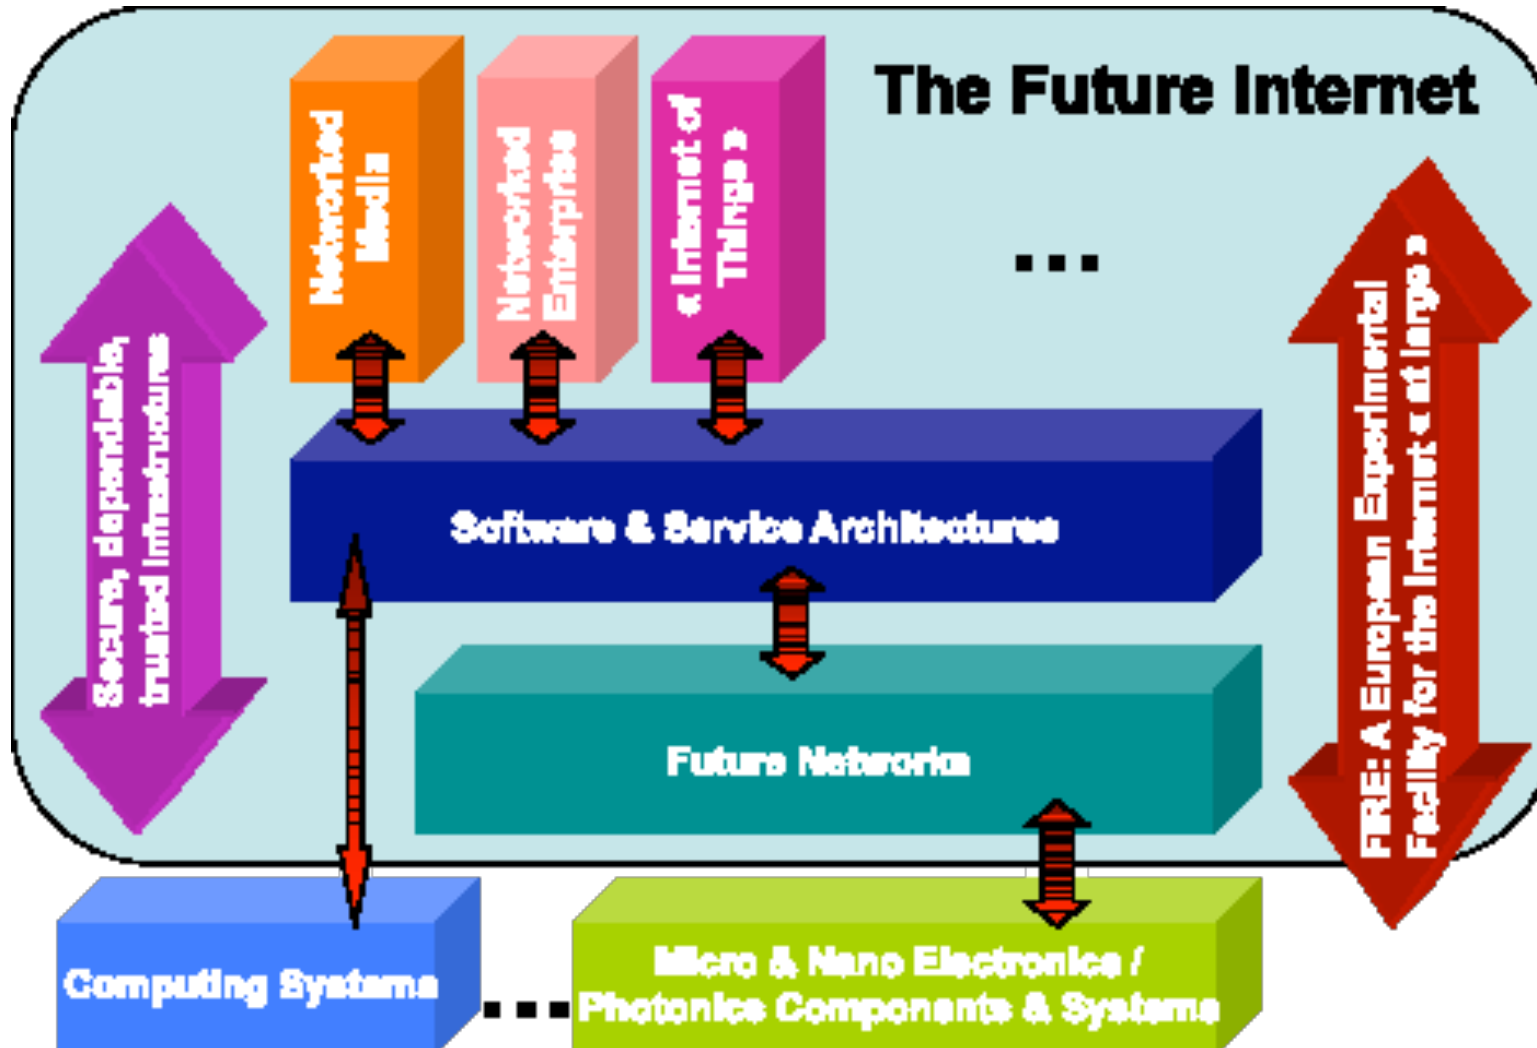 The Future Internet
Networked
Media
Networked
Enterprise
« Internet of
Things »
...
Secure, dependable,
trusted infrastructures
FIRE: A European Experimental
Facility for the Internet « at large »
Software & Service Architectures
Future Networks
Computing Systems
...
Micro & Nano Electronics /
Photonics Components & Systems